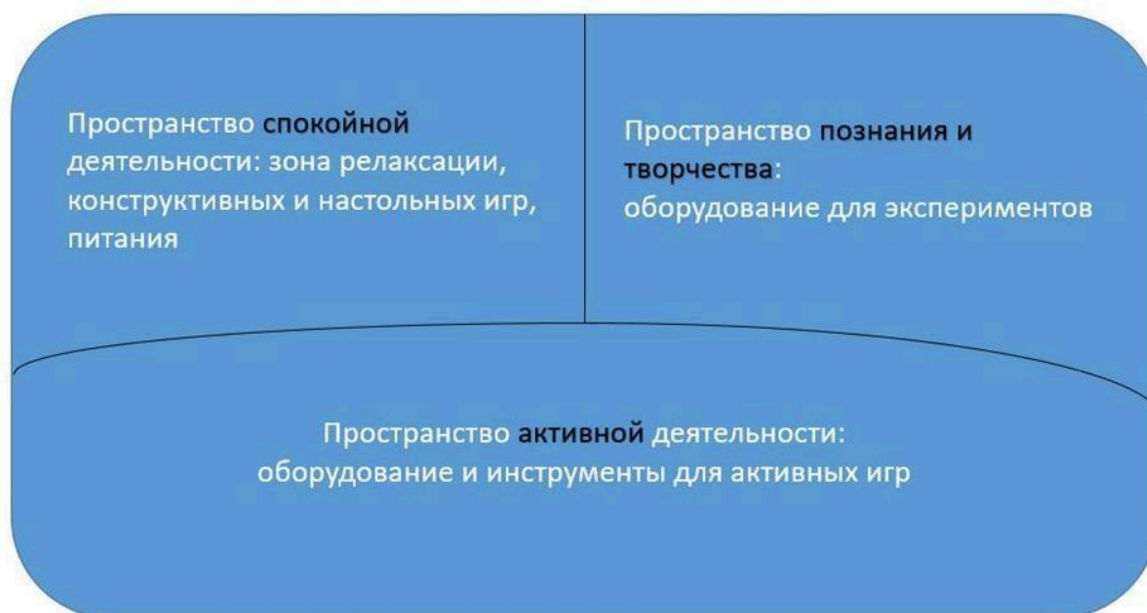 Пространство спокойной
деятельности: зона релаксации,
конструктивных и настольных игр,
питания
Пространство познания и
творчества:
оборудование для экспериментов
Пространство активной деятельности:
оборудование и инструменты для активных игр